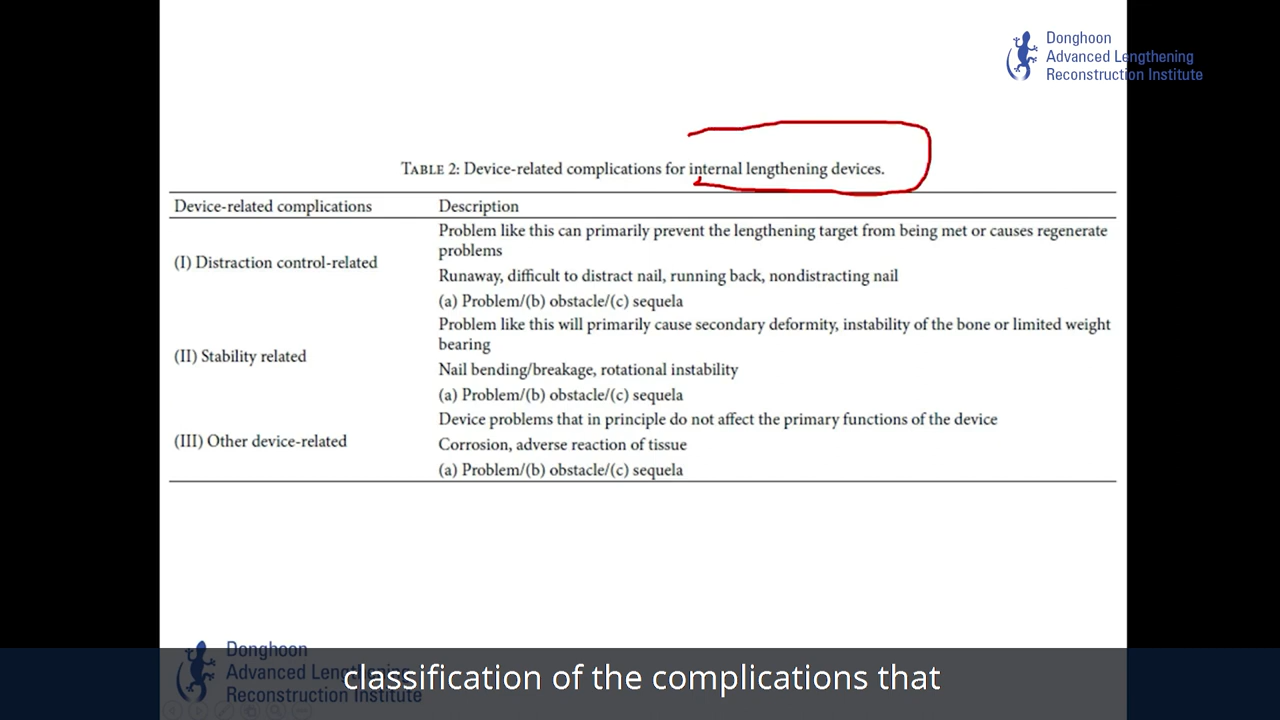 Donghoon
Advanced Lengthening
Reconstruction Institute
TABLE 2: Device-related complications for internal lengthening devices.
Device-related complications Description
Problem like this can primarily prevent the lengthening target from being met or causes regenerate
problems
(I) Distraction control-related
Runaway, difficult to distract nail, running back, nondistracting nail
(a) Problem/(b) obstacle/(c) sequela
Problem like this will primarily cause secondary deformity, instability of the bone or limited weight
bearing
(II) Stability related
Nail bending/breakage, rotational instability
(a) Problem/(b) obstacle/(c) sequela
Device problems that in principle do not affect the primary functions of the device
(III) Other device-related
Corrosion, adverse reaction of tissue
(a) Problem/(b) obstacle/(c) sequela
Donghoon
Advanced Lengthening
Reconstruction Institute
classification of the complications that